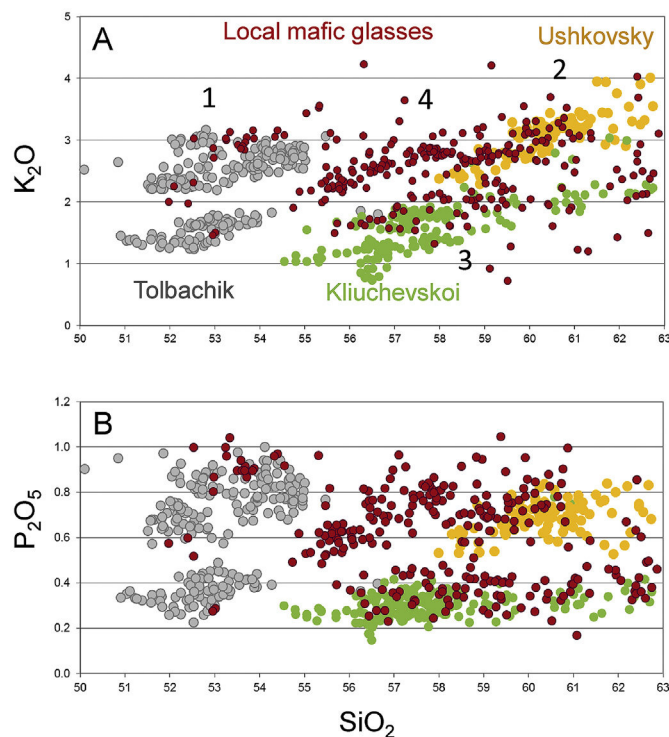 A
Local mafic glasses
Ushkovsky
1
4
2
3
Tolbachik
Kliuchevskoi
K2O
5
4
3
2
1
0
50 51 52 53 54 55 56 57 58 59 60 61 62 63
B
P2O5
1.2
1.0
0.8
0.6
0.4
0.2
0.0
50 51 52 53 54 55 56 57 58 59 60 61 62 63
SiO2